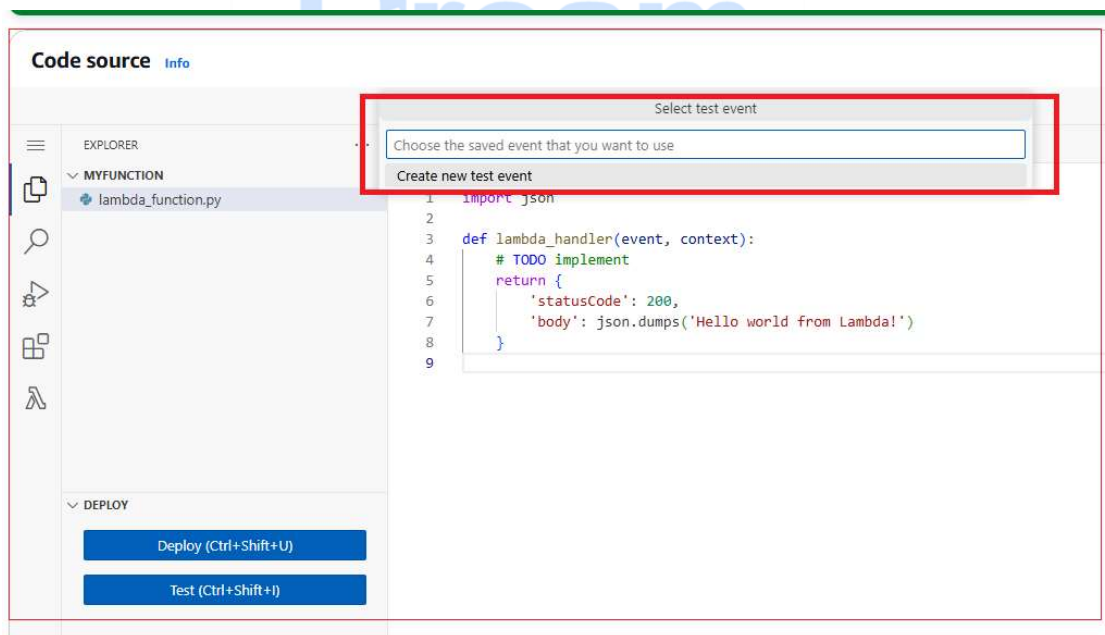 Code source Info
Select test event
EXPLORER ...
Choose the saved event that you want to use
MYFUNCTION
Create new test event
lambda_function.py
1 import json
2
3 def lambda_handler(event, context):
4 # TODO implement
5 return {
6 'statusCode': 200,
7 'body': json.dumps('Hello world from Lambda!')
8 }
9
DEPLOY
Deploy (Ctrl+Shift+U)
Test (Ctrl+Shift+I)